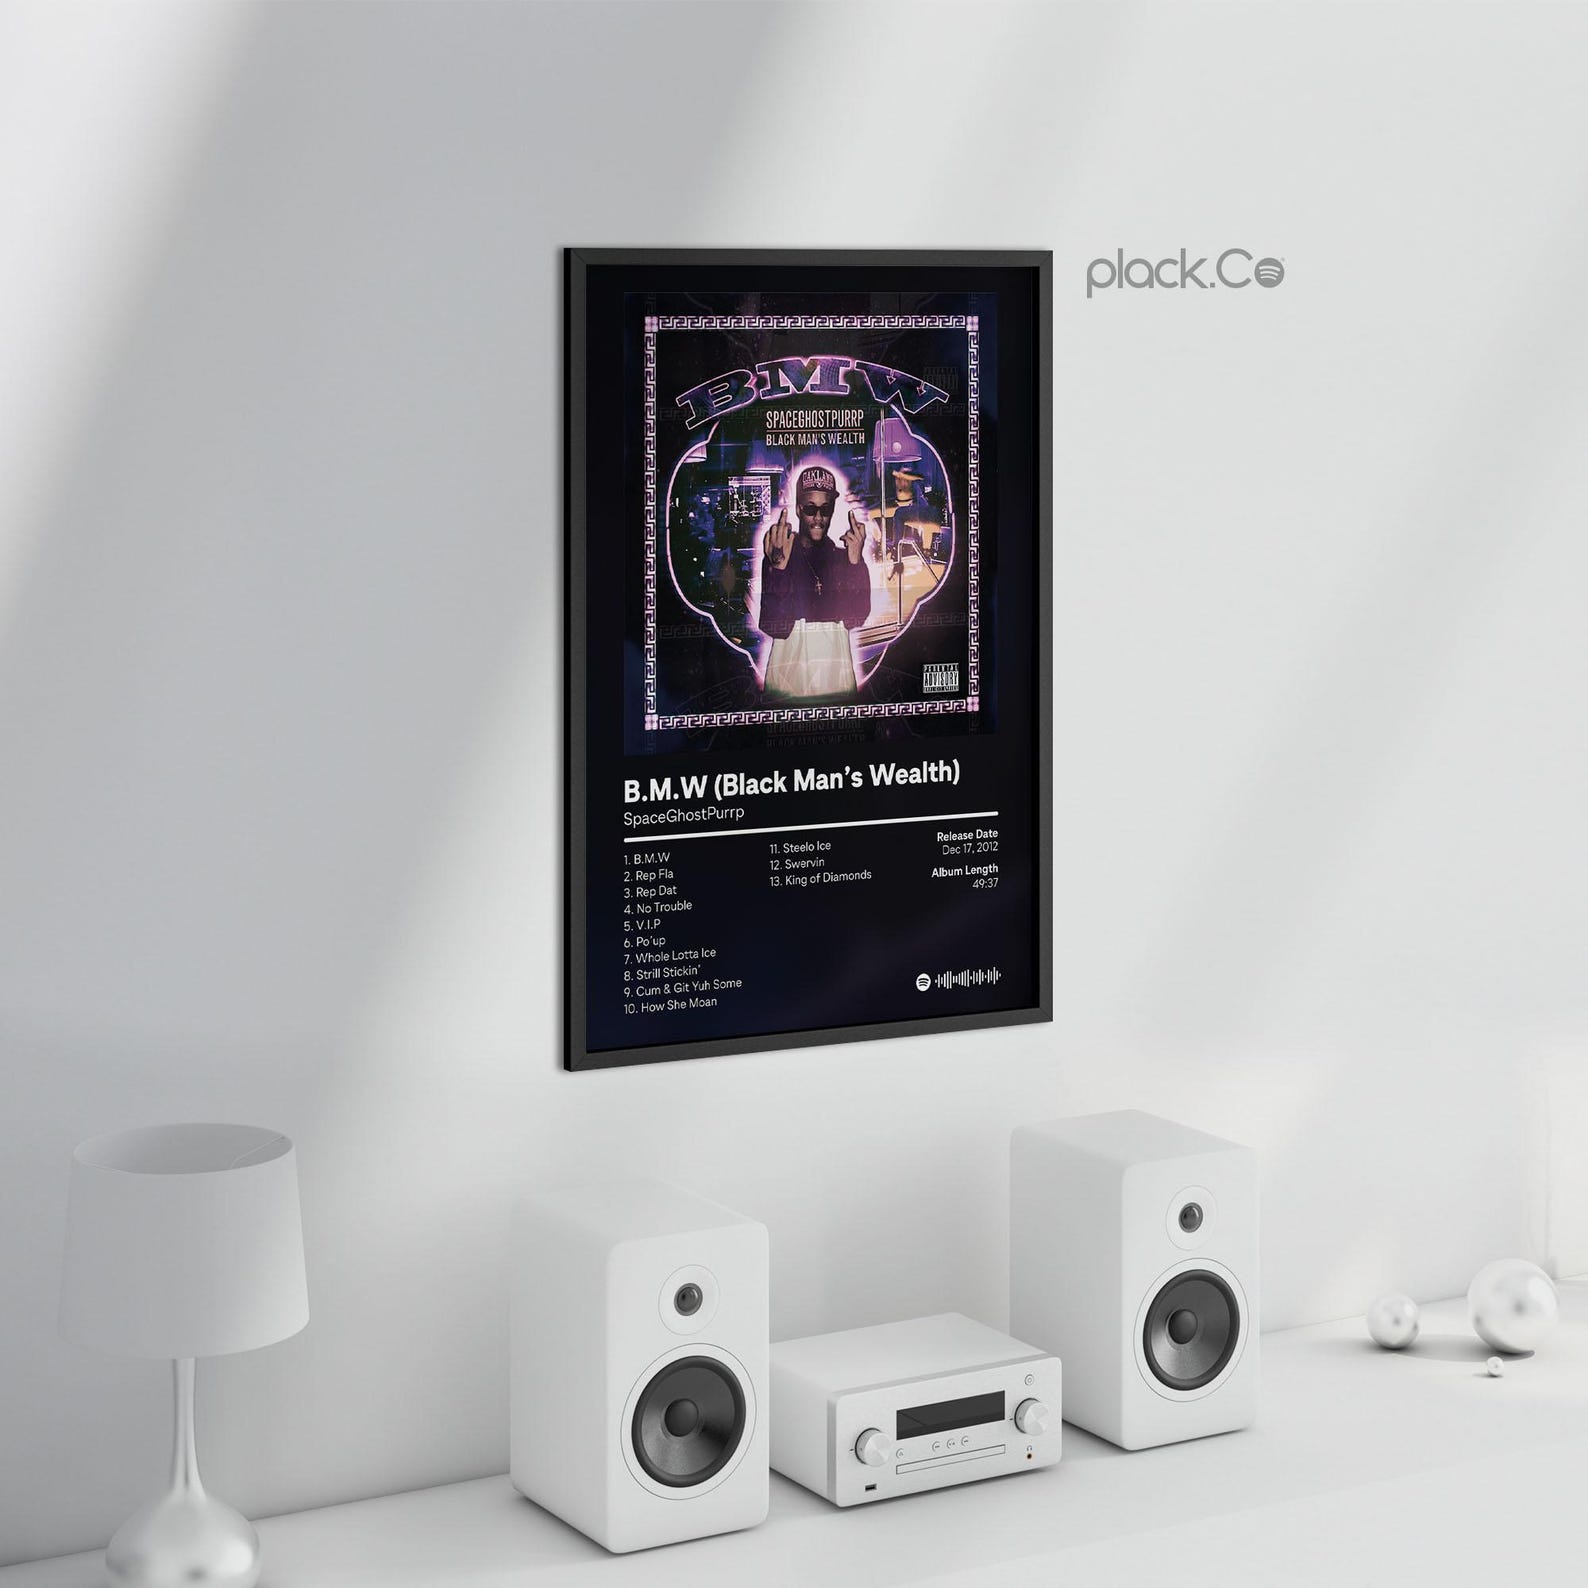 plack.Co
BMW
SPACEGHOSTPURRP
BLACK MAN'S WEALTH
OAKLAND
PARENTAL
ADVISORY
B.M.W (Black Man's Wealth)
SpaceGhostPurrp
1. B.M.W
2. Rep Fla
3. Rep Dat
4. No Trouble
5. V.I.P
6. Po'up
7. Whole Lotta Ice
8. Strill Stickin'
9. Cum & Git Yuh Some
10. How She Moan
11. Steelo Ice
12. Swervin
13. King of Diamonds
Release Date
Dec 17, 2012
Album Length
49:37